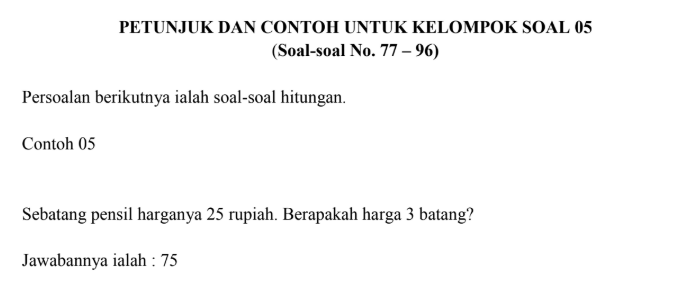 PETUNJUK DAN CONTOH UNTUK KELOMPOK SOAL 05
(Soal-soal No. 77 – 96)
Persoalan berikutnya ialah soal-soal hitungan.
Contoh 05
Sebatang pensil harganya 25 rupiah. Berapakah harga 3 batang?
Jawabannya ialah : 75